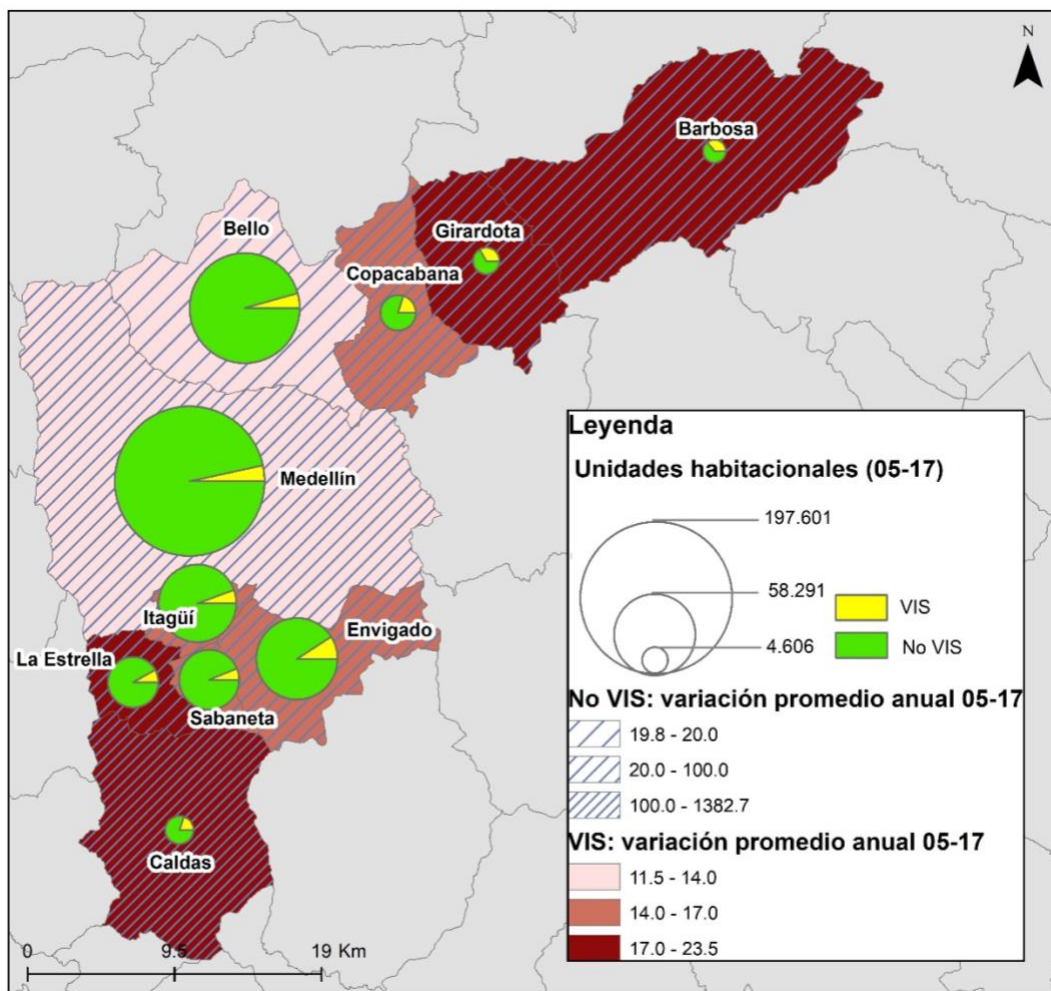 N
Barbosa
Girardota
Bello
Copacabana
Medellín
Itagüí
Envigado
La Estrella
Sabaneta
Caldas
0 9.5 19 Km
Leyenda
Unidades habitacionales (05-17)
197.601
58.291
4.606
VIS
No VIS
No VIS: variación promedio anual 05-17
19.8 - 20.0
20.0 - 100.0
100.0 - 1382.7
VIS: variación promedio anual 05-17
11.5 - 14.0
14.0 - 17.0
17.0 - 23.5